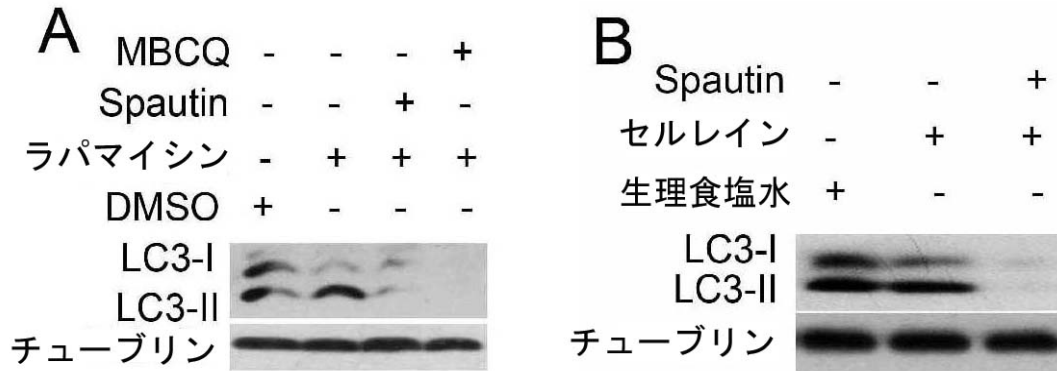 A
MBCQ - - - +
Spautin - - + -
ラパマイシン - + + +
DMSO + - - -
LC3-I
LC3-II
チューブリン
B
Spautin - - +
セルレイン - + +
生理食塩水 + - -
LC3-I
LC3-II
チューブリン